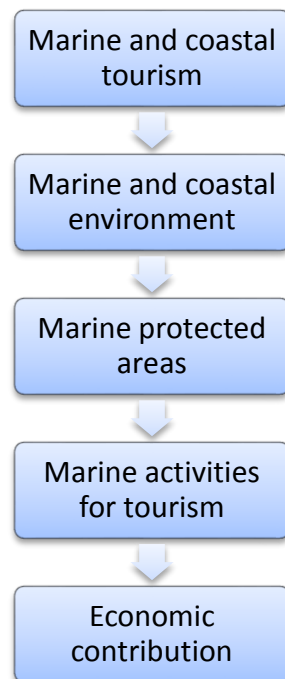 Marine and coastal
tourism
Marine and coastal
environment
Marine protected
areas
Marine activities
for tourism
Economic
contribution